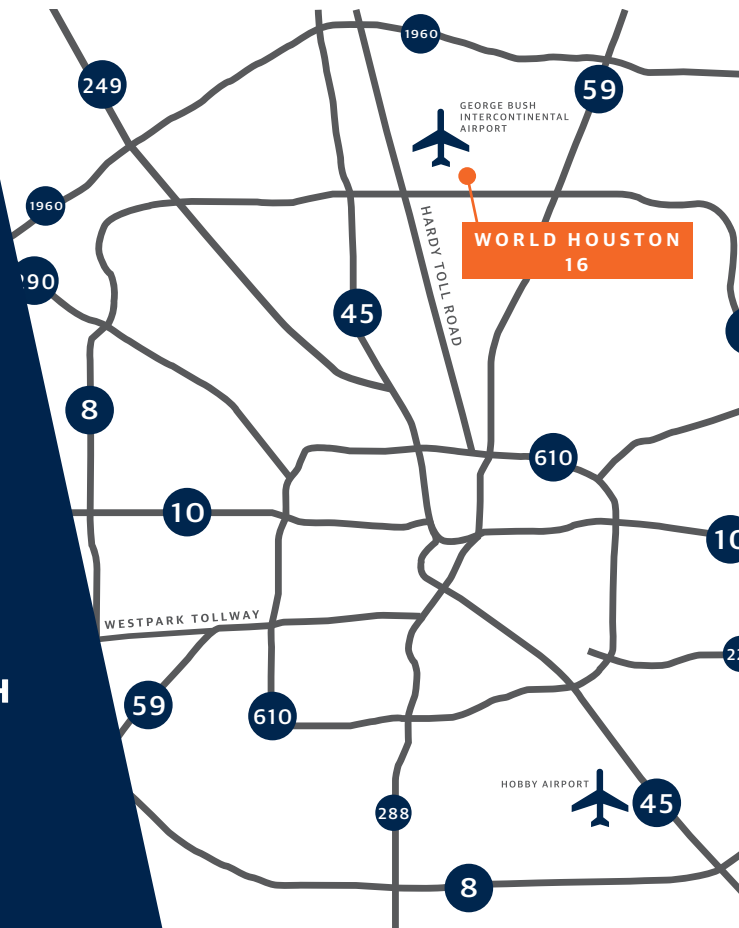 1960
249
59
GEORGE BUSH
INTERCONTINENTAL
AIRPORT
1960
HARDY TOLL ROAD
WORLD HOUSTON
16
290
45
8
610
10
10
WESTPARK TOLLWAY
59
610
HOBBY AIRPORT
45
288
8
H